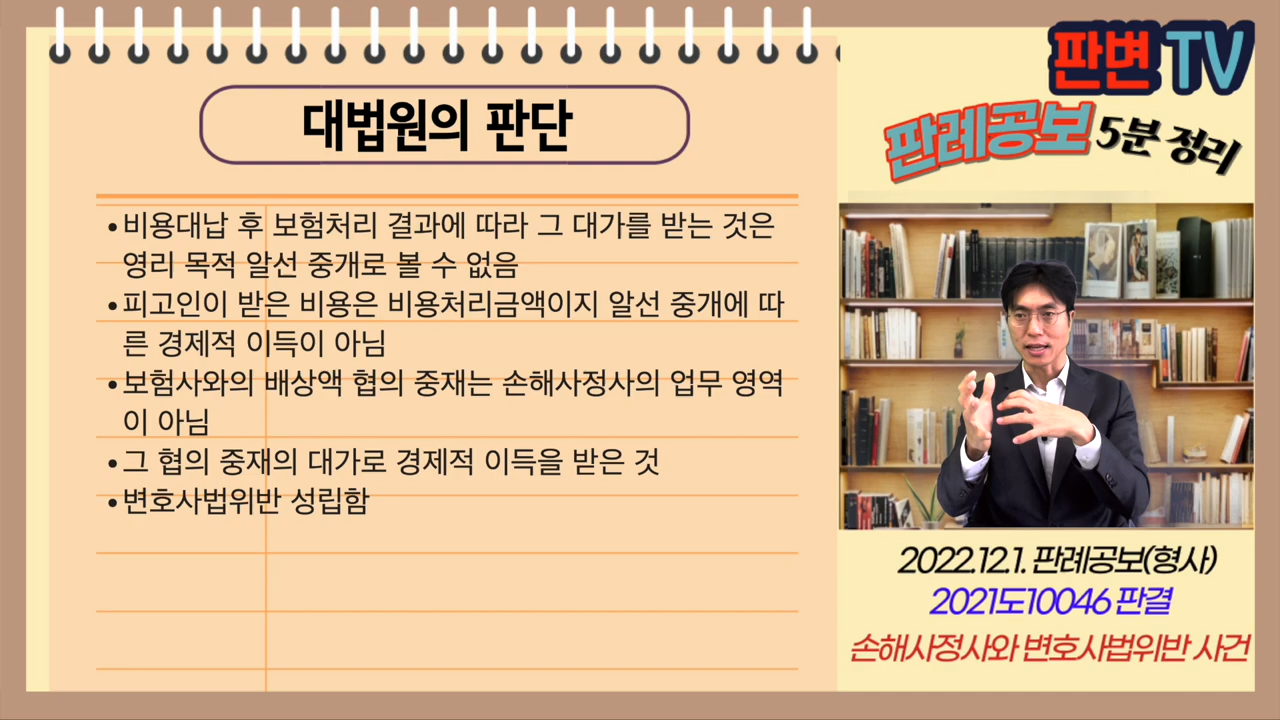 판변 TV
판례공보 5분 정리
대법원의 판단
•비용대납 후 보험처리 결과에 따라 그 대가를 받는 것은
영리 목적 알선 중개로 볼 수 없음
•피고인이 받은 비용은 비용처리금액이지 알선 중개에 따
른 경제적 이득이 아님
•보험사와의 배상액 협의 중재는 손해사정사의 업무 영역
이 아님
•그 협의 중재의 대가로 경제적 이득을 받은 것
•변호사법위반 성립함
2022.12.1. 판례공보(형사)
2021도10046 판결
손해사정사와 변호사법위반 사건